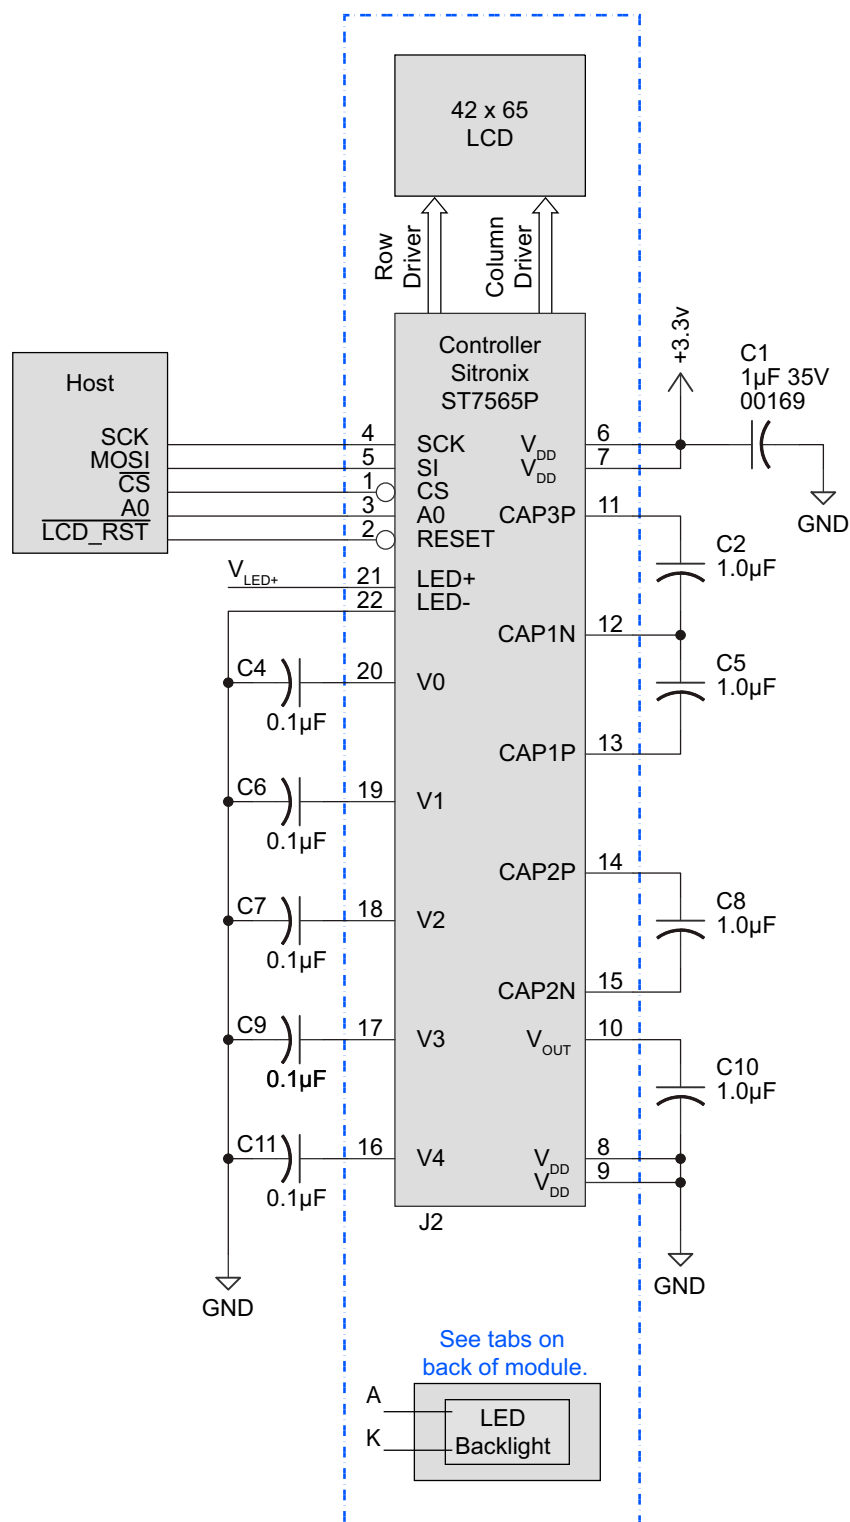 42 x 65
LCD
Row
Driver
Column
Driver
Controller
Sitronix
ST7565P
+3.3v
C1
1µF 35V
00169
GND
Host
SCK
MOSI
CS
A0
LCD_RST
4
5
1
3
2
SCK
SI
CS
A0
RESET
VDD
VDD
6
7
CAP3P
11
C2
1.0µF
VLED+
21
22
LED+
LED-
CAP1N
12
C4
0.1µF
20
V0
C5
1.0µF
CAP1P
13
C6
0.1µF
19
V1
CAP2P
14
C7
0.1µF
18
V2
C8
1.0µF
CAP2N
15
C9
0.1µF
17
V3
VOUT
10
C10
1.0µF
C11
0.1µF
16
V4
VDD
VDD
8
9
J2
GND
GND
See tabs on
back of module.
A
K
LED
Backlight